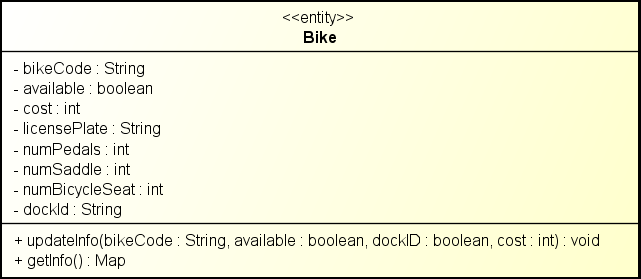 <<entity>>
Bike
- bikeCode : String
- available : boolean
- cost : int
- licensePlate : String
- numPedals : int
- numSaddle : int
- numBicycleSeat : int
- dockId : String
+ updateInfo(bikeCode : String, available : boolean, dockID : boolean, cost : int) : void
+ getInfo() : Map